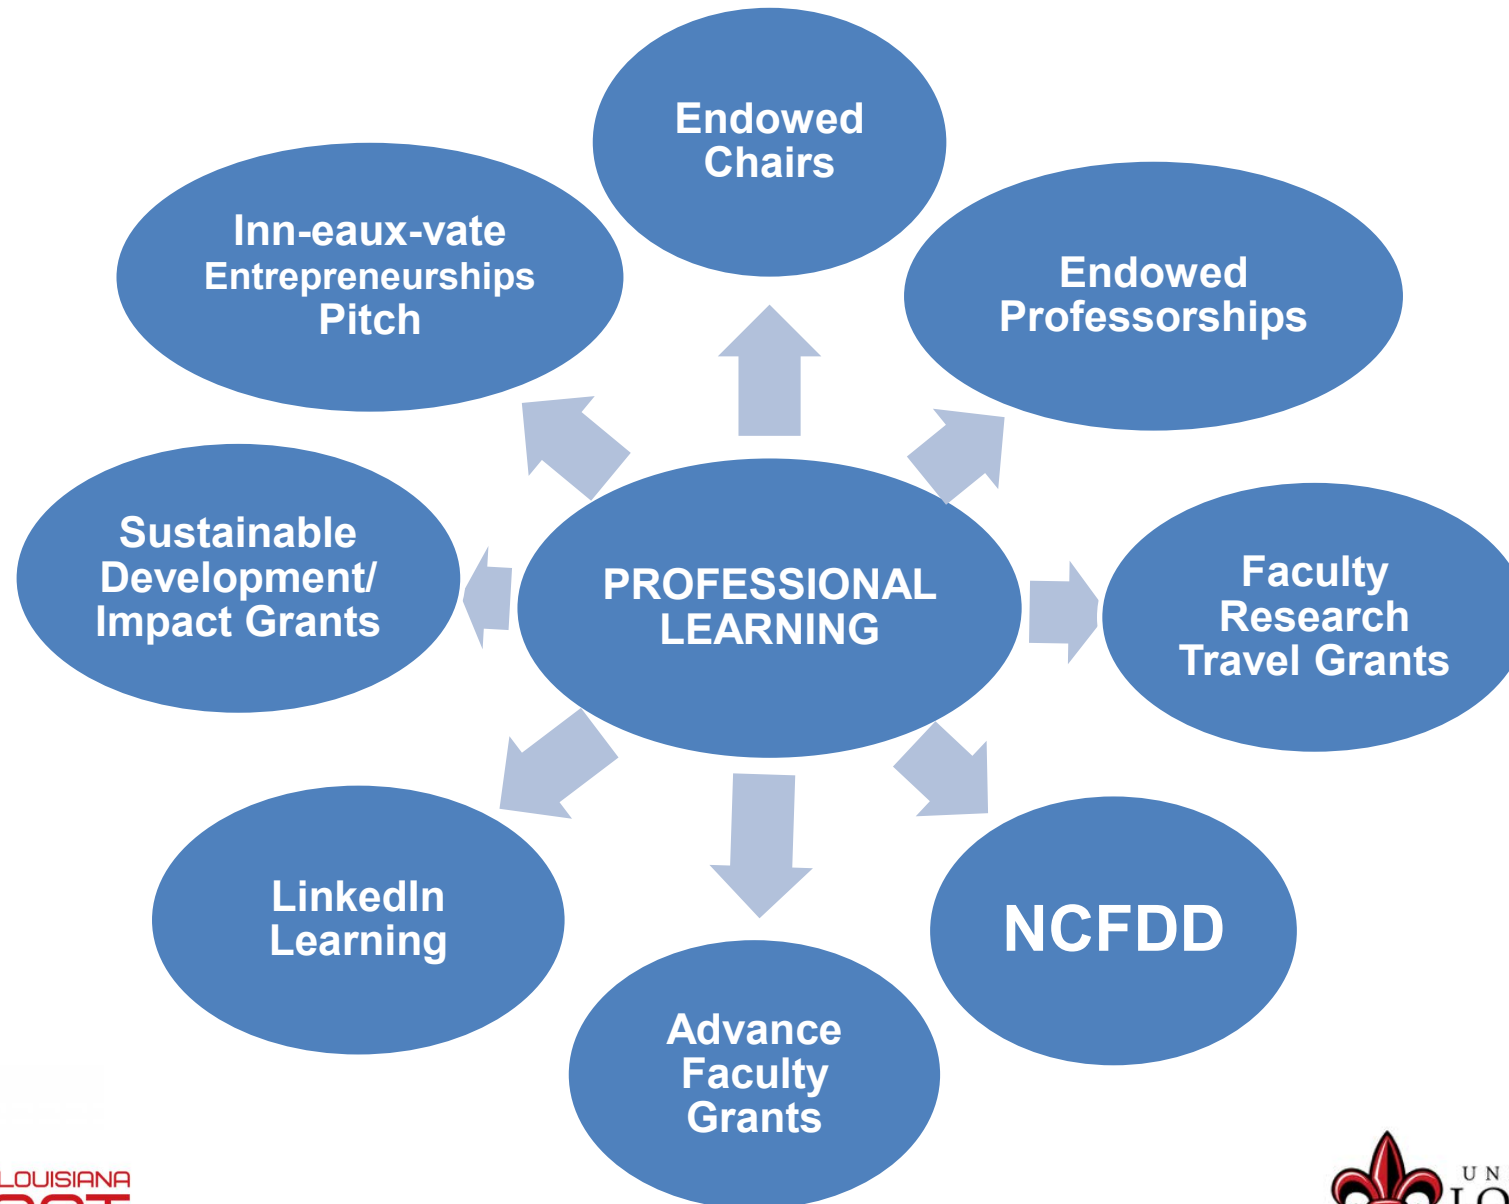 Endowed
Chairs
Inn-eaux-vate
Entrepreneurships
Pitch
Endowed
Professorships
Sustainable
Development/
Impact Grants
PROFESSIONAL
LEARNING
Faculty
Research
Travel Grants
LinkedIn
Learning
NCFDD
Advance
Faculty
Grants
LOUISIANA